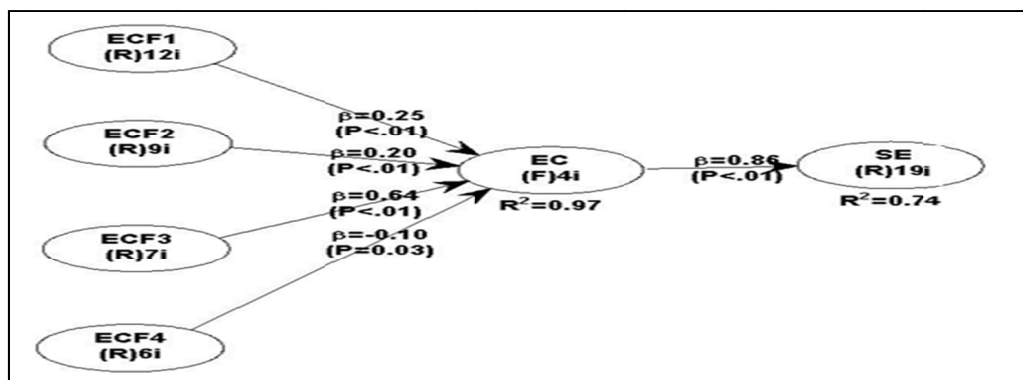 ECF1
(R)12i
β=0.25
(P<.01)
ECF2
(R)9i
β=0.20
(P<.01)
EC
(F)4i
R²=0.97
β=0.86
(P<.01)
SE
(R)19i
R²=0.74
β=0.64
(P<.01)
ECF3
(R)7i
β=-0.10
(P=0.03)
ECF4
(R)6i